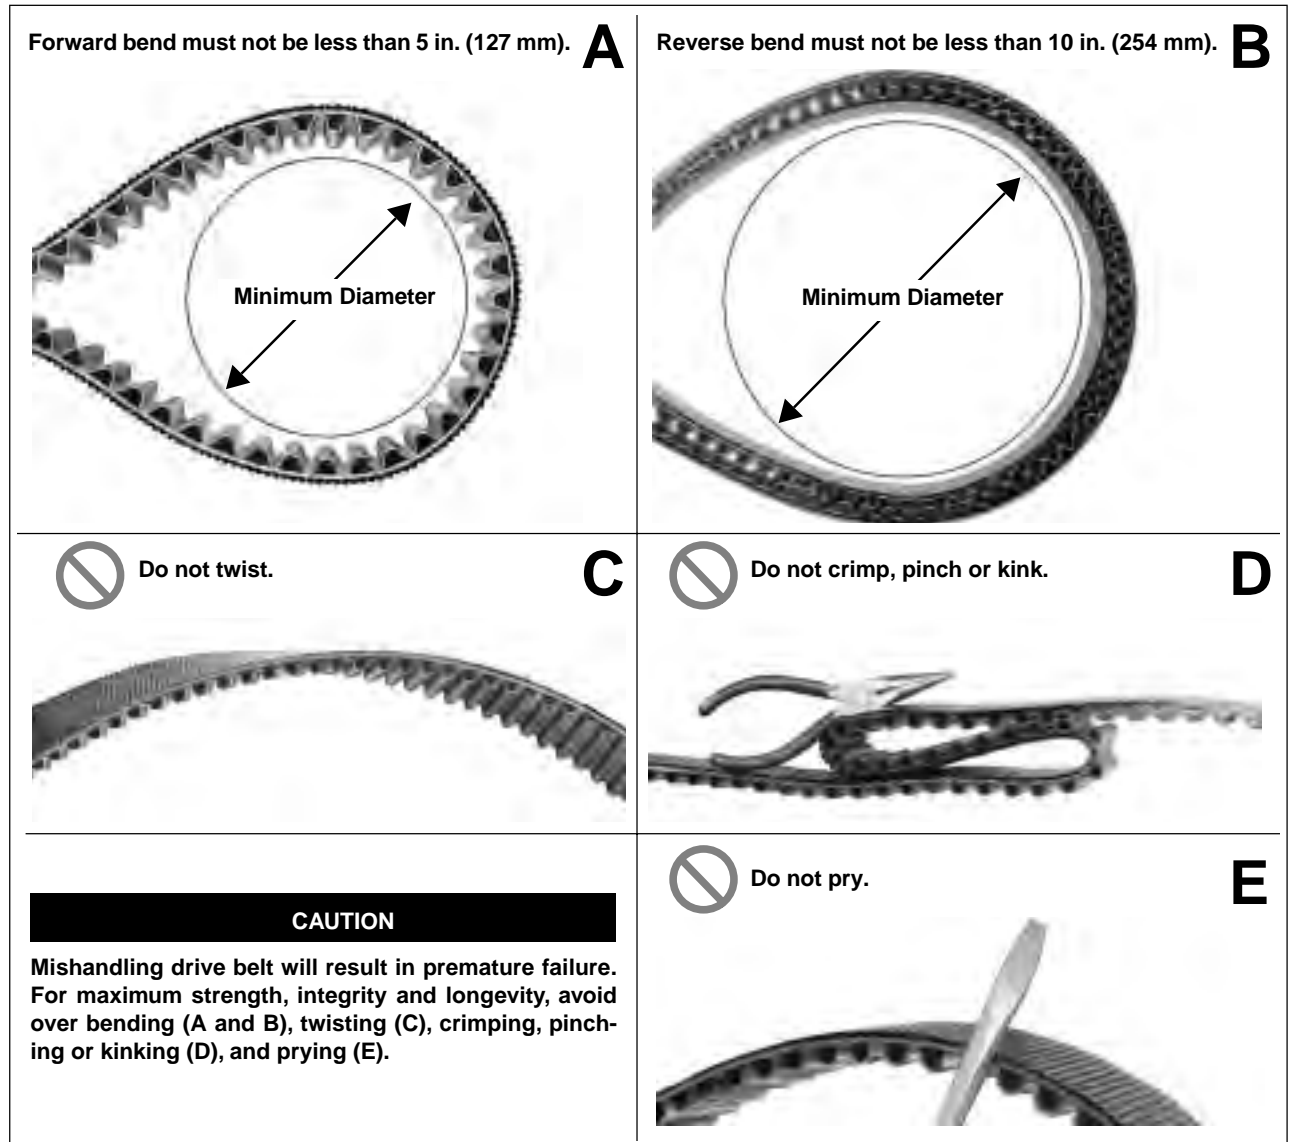 Forward bend must not be less than 5 in. (127 mm).
A
Minimum Diameter
Reverse bend must not be less than 10 in. (254 mm).
B
Minimum Diameter
Do not twist.
C
Do not crimp, pinch or kink.
D
CAUTION
Mishandling drive belt will result in premature failure.
For maximum strength, integrity and longevity, avoid
over bending (A and B), twisting (C), crimping, pinch-
ing or kinking (D), and prying (E).
Do not pry.
E